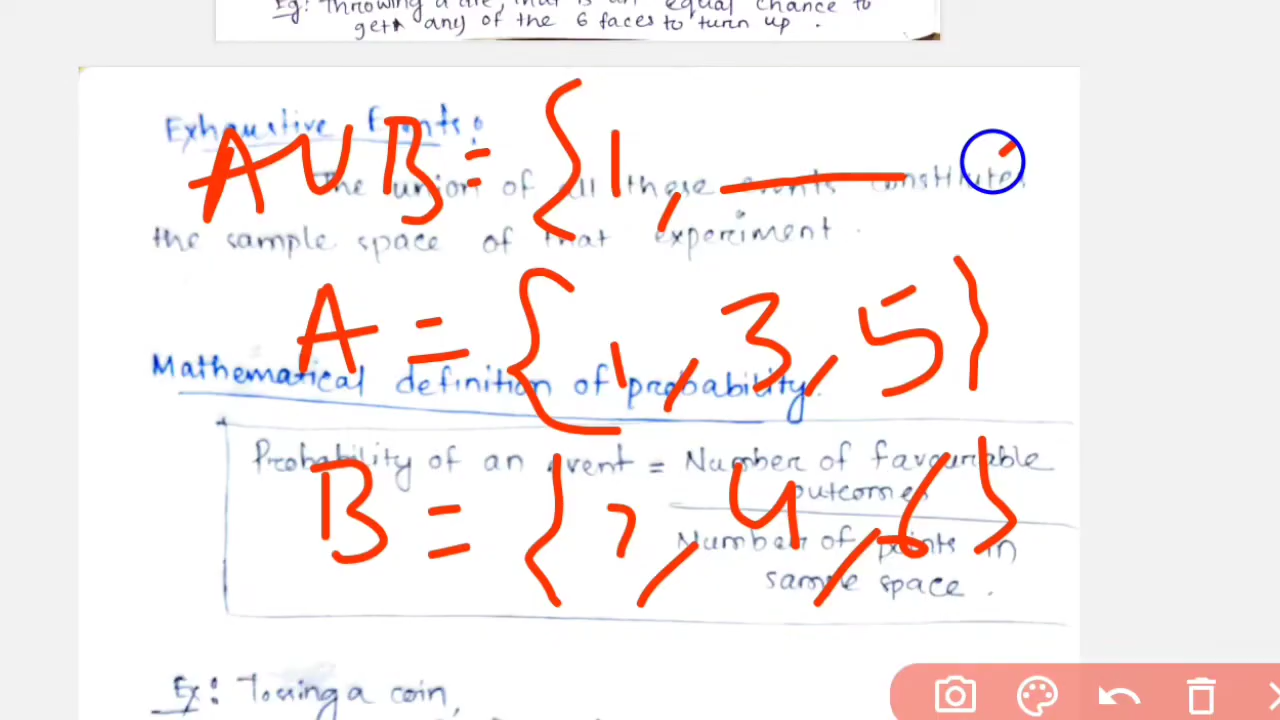 Eg: Throwing a die, that is an equal chance to
get any of the 6 faces to turn up.
Exhaustive Events:
A∪B = {1, ——
The union of all these events constitutes
the sample space of that experiment.
A = {1, 3, 5}
Mathematical definition of probability.
Probability of an event = Number of favourable
outcomes
B = {2, 4, 6}
Number of points in
sample space.
Ex: Tossing a coin,